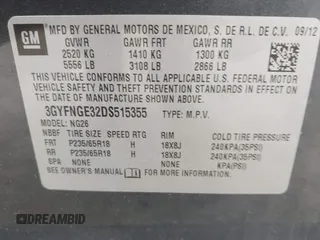 GM
MFD BY GENERAL MOTORS DE MEXICO, S. DE R.L. DE C.V. 09/12
GVWR GAWR FRT GAWR RR
2520 KG 1410 KG 1300 KG
5556 LB 3108 LB 2866 LB
THIS VEHICLE CONFORMS TO ALL APPLICABLE U.S. FEDERAL
MOTOR VEHICLE SAFETY, BUMPER, AND THEFT PREVENTION
STANDARDS IN EFFECT ON THE DATE OF MANUFACTURE SHOWN ABOVE.
3GYFNGE32DS515355 TYPE: M.P.V.
MODEL: NG26
NBBF TIRE SIZE SPEED RTG RIM COLD TIRE PRESSURE
FRT P235/65R18 H 18X8J 240KPA(35PSI)
RR P235/65R18 H 18X8J 240KPA(35PSI)
SPA NONE NONE KPA(PSI)
SEE OWNER'S MANUAL FOR MORE INFORMATION
DREAMBID